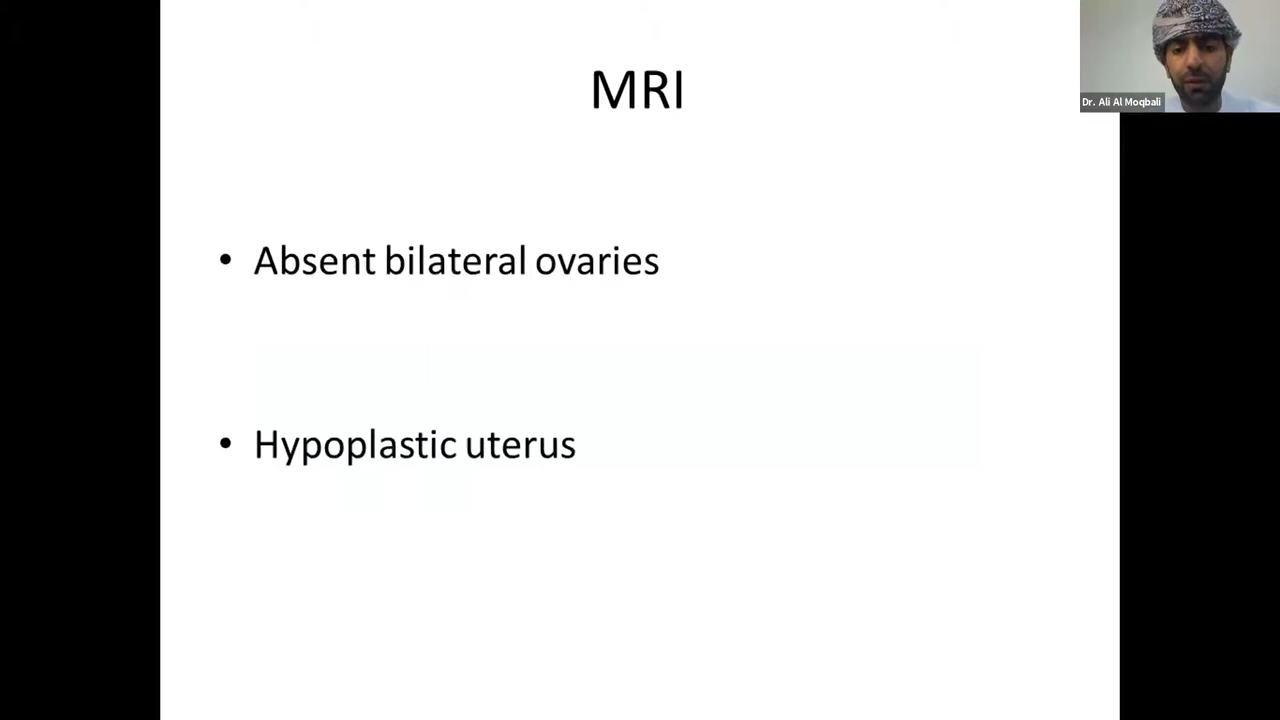 MRI
Dr. Ali Al Moqbali
• Absent bilateral ovaries
• Hypoplastic uterus